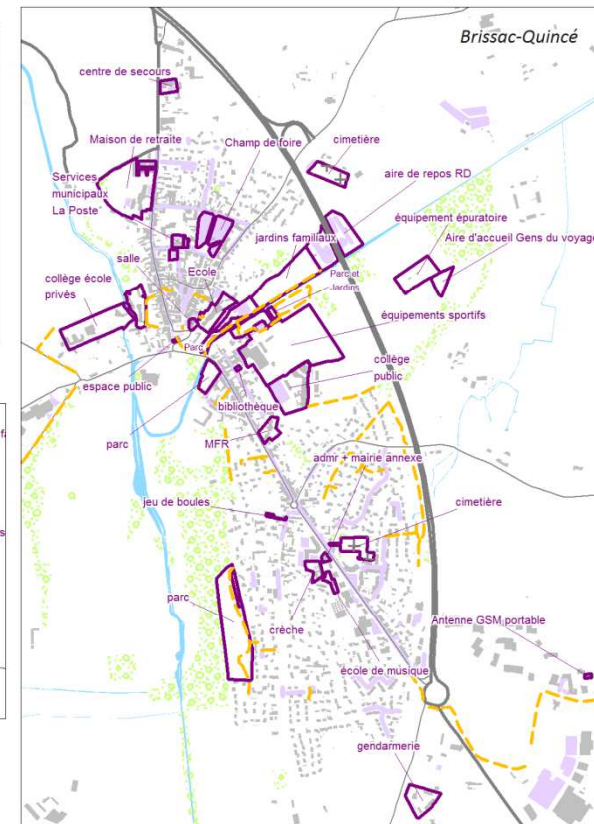 Brissac-Quincé
centre de secours
Maison de retraite
Champ de foire
cimetière
Services
municipaux
La Poste
aire de repos RD
équipement épuratoire
Aire d'accueil Gens du voyage
jardins familiaux
salle
Ecole
Parc et
Jardins
collège école
privés
équipements sportifs
Parc
collège
public
espace public
bibliothèque
parc
MFR
admr + mairie annexe
jeu de boules
cimetière
parc
crèche
Antenne GSM portable
école de musique
gendarmerie